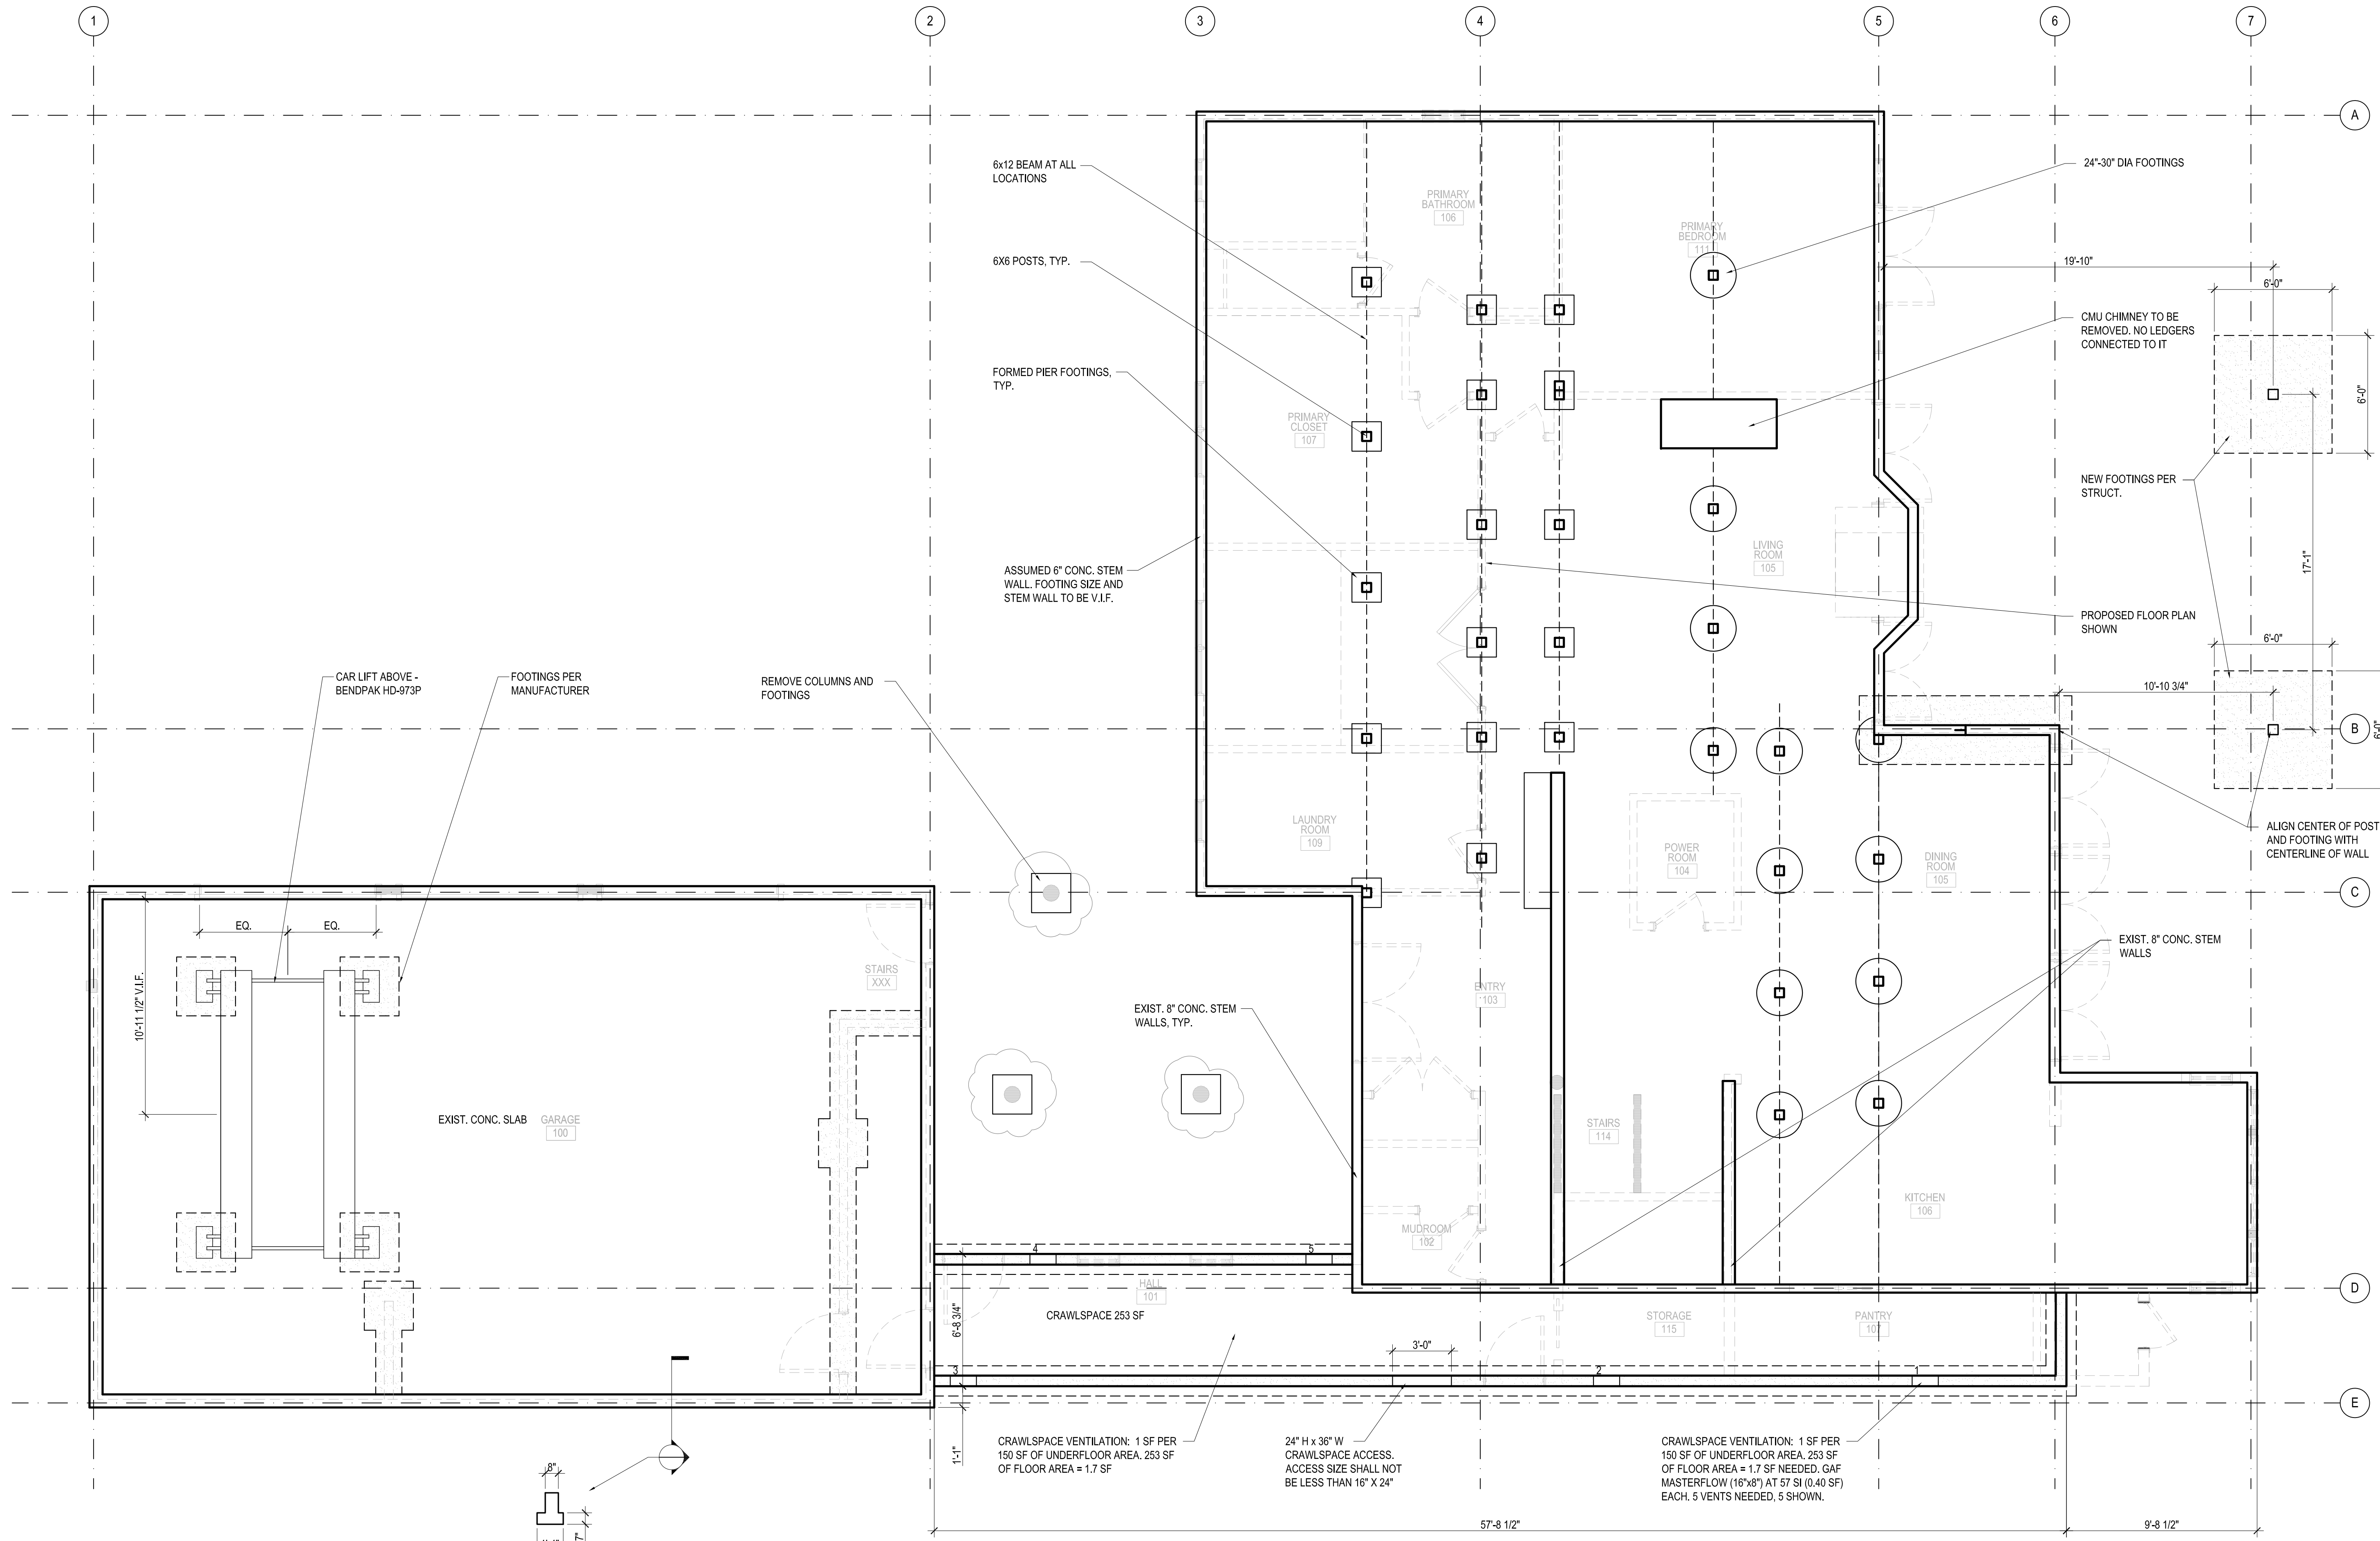 1
2
3
4
5
6
7
A
6x12 BEAM AT ALL
LOCATIONS
24"-30" DIA FOOTINGS
PRIMARY
BATHROOM
106
PRIMARY
BEDROOM
111
6X6 POSTS, TYP.
19'-10"
6'-0"
CMU CHIMNEY TO BE
REMOVED. NO LEDGERS
CONNECTED TO IT
6'-0"
FORMED PIER FOOTINGS,
TYP.
PRIMARY
CLOSET
107
NEW FOOTINGS PER
STRUCT.
LIVING
ROOM
105
17'-1"
ASSUMED 6" CONC. STEM
WALL. FOOTING SIZE AND
STEM WALL TO BE V.I.F.
PROPOSED FLOOR PLAN
SHOWN
6'-0"
CAR LIFT ABOVE -
BENDPAK HD-973P
FOOTINGS PER
MANUFACTURER
REMOVE COLUMNS AND
FOOTINGS
10'-10 3/4"
B
6'-0"
LAUNDRY
ROOM
109
POWER
ROOM
104
DINING
ROOM
105
ALIGN CENTER OF POST
AND FOOTING WITH
CENTERLINE OF WALL
C
EQ.
EQ.
10'-11 1/2" V.I.F.
STAIRS
XXX
EXIST. 8" CONC. STEM
WALLS
ENTRY
103
EXIST. 8" CONC. STEM
WALLS, TYP.
EXIST. CONC. SLAB
GARAGE
100
STAIRS
114
KITCHEN
106
MUDROOM
102
4
5
HALL
101
D
6'-8 3/4"
CRAWLSPACE 253 SF
STORAGE
115
PANTRY
107
3'-0"
3
2
1
E
1'-1"
CRAWLSPACE VENTILATION: 1 SF PER
150 SF OF UNDERFLOOR AREA. 253 SF
OF FLOOR AREA = 1.7 SF
24" H x 36" W
CRAWLSPACE ACCESS.
ACCESS SIZE SHALL NOT
BE LESS THAN 16" X 24"
CRAWLSPACE VENTILATION: 1 SF PER
150 SF OF UNDERFLOOR AREA. 253 SF
OF FLOOR AREA = 1.7 SF NEEDED. GAF
MASTERFLOW (16"x8") AT 57 SI (0.40 SF)
EACH. 5 VENTS NEEDED, 5 SHOWN.
8"
7"
57'-8 1/2"
9'-8 1/2"